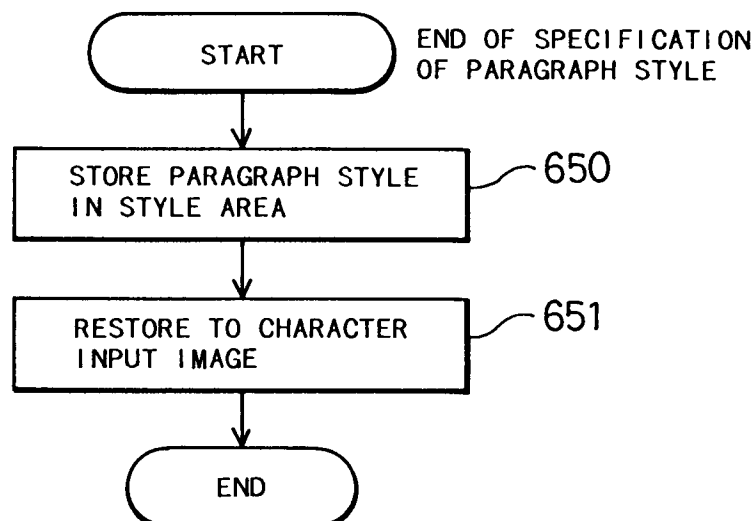 START
END OF SPECIFICATION
OF PARAGRAPH STYLE
STORE PARAGRAPH STYLE
IN STYLE AREA
650
RESTORE TO CHARACTER
INPUT IMAGE
651
END